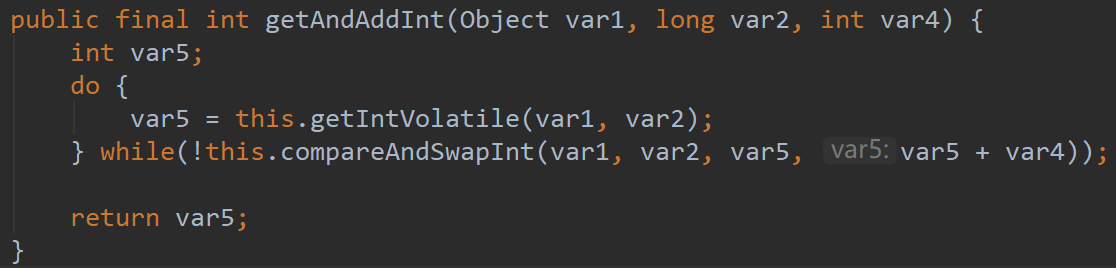 public final int getAndAddInt(Object var1, long var2, int var4) {
    int var5;
    do {
        var5 = this.getIntVolatile(var1, var2);
    } while(!this.compareAndSwapInt(var1, var2, var5, var5: var5 + var4));

    return var5;
}